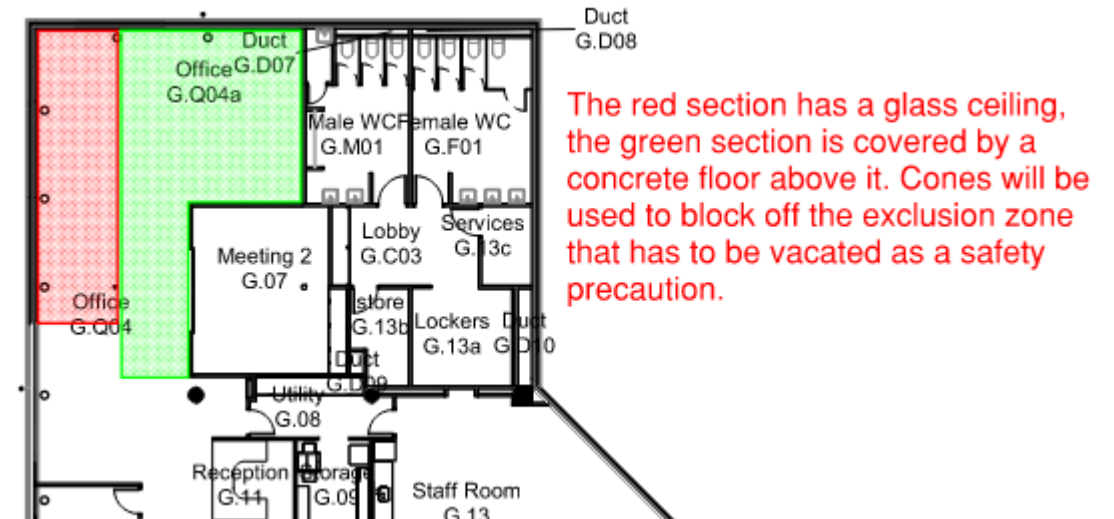 Duct
G.D08
Duct
G.D07
Office
G.Q04a
The red section has a glass ceiling,
the green section is covered by a
concrete floor above it. Cones will be
used to block off the exclusion zone
that has to be vacated as a safety
precaution.
Male WC
G.M01
Female WC
G.F01
Lobby
G.C03
Services
G.13c
Meeting 2
G.07
Office
G.Q04
store
G.13b
Lockers
G.13a
Duct
G.D10
Duct
G.D09
Utility
G.08
Reception
G.11
Storage
G.09
Staff Room
G.13